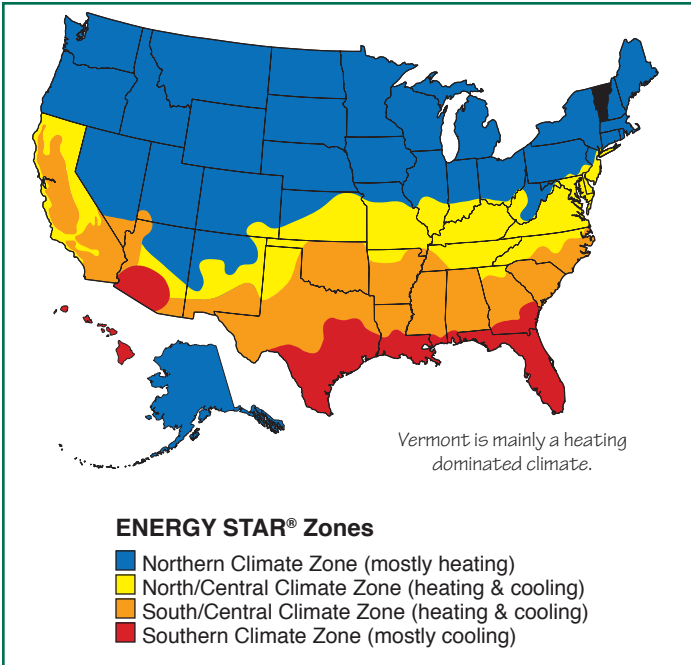 Vermont is mainly a heating
dominated climate.
ENERGY STAR® Zones
Northern Climate Zone (mostly heating)
North/Central Climate Zone (heating & cooling)
South/Central Climate Zone (heating & cooling)
Southern Climate Zone (mostly cooling)